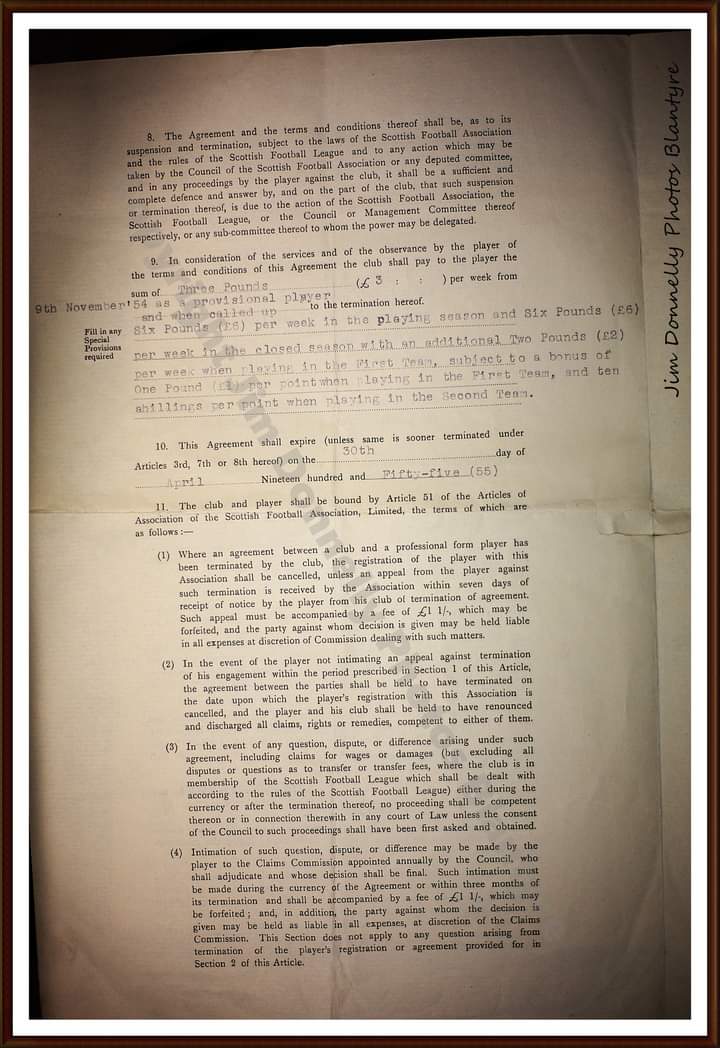 8. The Agreement and the terms and conditions thereof shall be, as to its
suspension and termination, subject to the laws of the Scottish Football Association
and the rules of the Scottish Football League and to any action which may be
taken by the Council of the Scottish Football Association or any deputed committee,
and in any proceedings by the player against the club, it shall be a sufficient and
complete defence and answer by, and on the part of the club, that such suspension
or termination thereof, is due to the action of the Scottish Football Association, the
Scottish Football League, or the Council or Management Committee thereof
respectively, or any sub-committee thereof to whom the power may be delegated.
9. In consideration of the services and of the observance by the player of
the terms and conditions of this Agreement the club shall pay to the player the
sum of Three Pounds (£ 3 : : ) per week from
9th November'54 as a provisional player
and when called up to the termination hereof.
Fill in any
Special
Provisions
required
Six Pounds (£6) per week in the playing season and Six Pounds (£6)
per week in the closed season with an additional Two Pounds (£2)
per week when playing in the First Team, subject to a bonus of
One Pound (£1) per point when playing in the First Team, and ten
shillings per point when playing in the Second Team.
10. This Agreement shall expire (unless same is sooner terminated under
Articles 3rd, 7th or 8th hereof) on the 30th day of
April Nineteen hundred and Fifty-five (55)
11. The club and player shall be bound by Article 51 of the Articles of
Association of the Scottish Football Association, Limited, the terms of which are
as follows :—
(1) Where an agreement between a club and a professional form player has
been terminated by the club, the registration of the player with this
Association shall be cancelled, unless an appeal from the player against
such termination is received by the Association within seven days of
receipt of notice by the player from his club of termination of agreement.
Such appeal must be accompanied by a fee of £1 1/-, which may be
forfeited, and the party against whom decision is given may be held liable
in all expenses at discretion of Commission dealing with such matters.
(2) In the event of the player not intimating an appeal against termination
of his engagement within the period prescribed in Section 1 of this Article,
the agreement between the parties shall be held to have terminated on
the date upon which the player's registration with this Association is
cancelled, and the player and his club shall be held to have renounced
and discharged all claims, rights or remedies, competent to either of them.
(3) In the event of any question, dispute, or difference arising under such
agreement, including claims for wages or damages (but excluding all
disputes or questions as to transfer or transfer fees, where the club is in
membership of the Scottish Football League which shall be dealt with
according to the rules of the Scottish Football League) either during the
currency or after the termination thereof, no proceeding shall be competent
thereon or in connection therewith in any court of Law unless the consent
of the Council to such proceedings shall have been first asked and obtained.
(4) Intimation of such question, dispute, or difference may be made by the
player to the Claims Commission appointed annually by the Council, who
shall adjudicate and whose decision shall be final. Such intimation must
be made during the currency of the Agreement or within three months of
its termination and shall be accompanied by a fee of £1 1/-, which may
be forfeited ; and, in addition, the party against whom the decision is
given may be held as liable in all expenses, at discretion of the Claims
Commission. This Section does not apply to any question arising from
termination of the player's registration or agreement provided for in
Section 2 of this Article.
Jim Donnelly Photos Blantyre